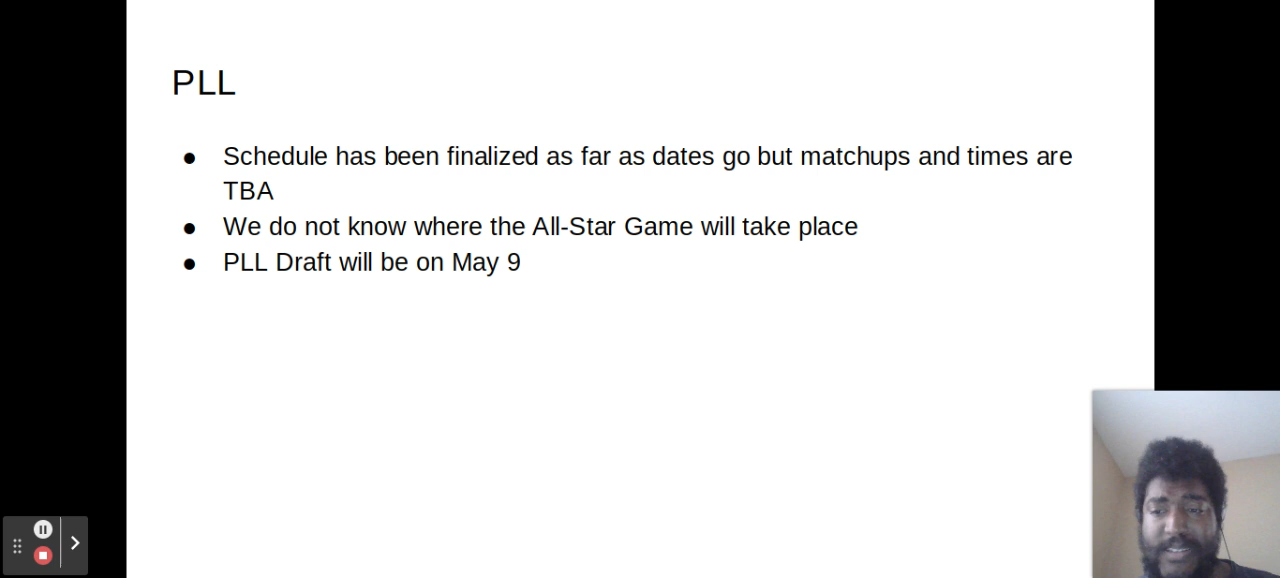 PLL
● Schedule has been finalized as far as dates go but matchups and times are
TBA
● We do not know where the All-Star Game will take place
● PLL Draft will be on May 9